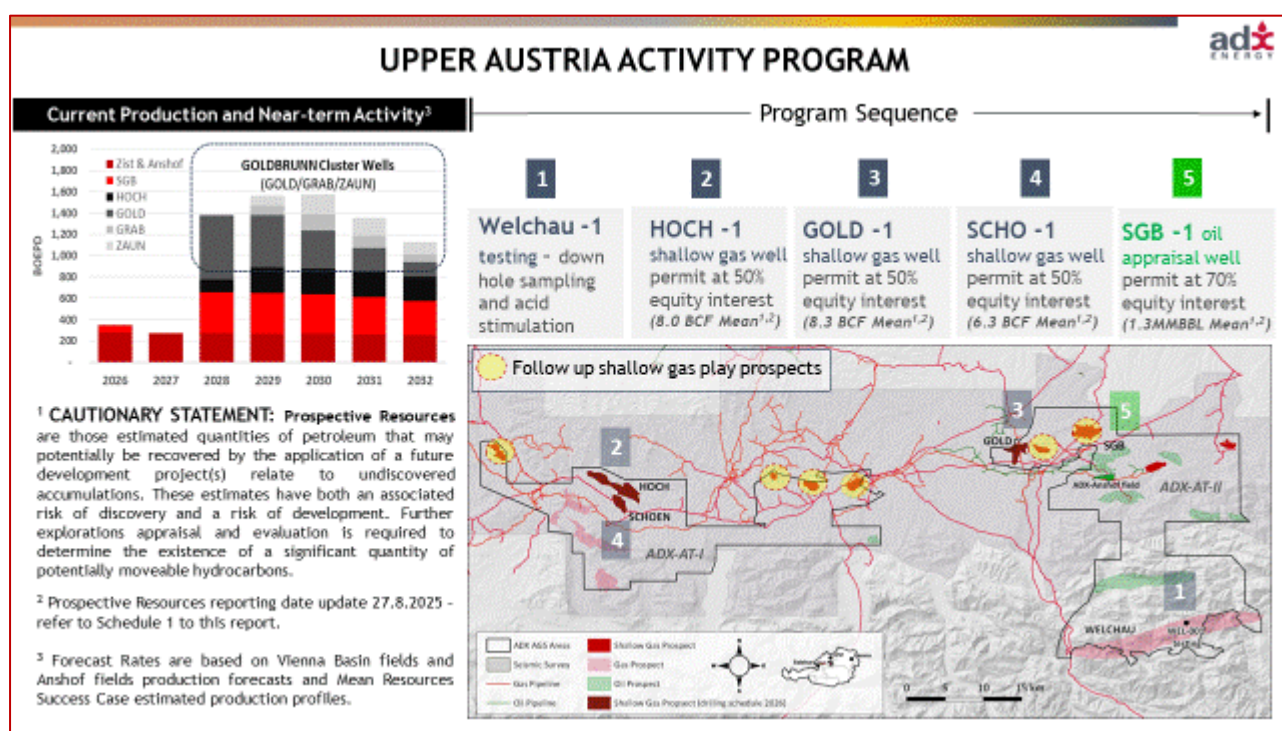 adx
ENERGY
UPPER AUSTRIA ACTIVITY PROGRAM
Current Production and Near-term Activity3
2,000
1,800
1,600
1,400
1,200
1,000
800
600
400
200
-
BOEPD
Zist & Anshof
SGB
HOCH
GOLD
GRAB
ZAUN
GOLDBRUNN Cluster Wells
(GOLD/GRAB/ZAUN)
2026 2027 2028 2029 2030 2031 2032
Program Sequence
1
Welchau -1
testing - down
hole sampling
and acid
stimulation
2
HOCH -1
shallow gas well
permit at 50%
equity interest
(8.0 BCF Mean1,2)
3
GOLD -1
shallow gas well
permit at 50%
equity interest
(8.3 BCF Mean1,2)
4
SCHO -1
shallow gas well
permit at 50%
equity interest
(6.3 BCF Mean1,2)
5
SGB -1 oil
appraisal well
permit at 70%
equity interest
(1.3MMBBL Mean1,2)
1 CAUTIONARY STATEMENT: Prospective Resources
are those estimated quantities of petroleum that may
potentially be recovered by the application of a future
development project(s) relate to undiscovered
accumulations. These estimates have both an associated
risk of discovery and a risk of development. Further
explorations appraisal and evaluation is required to
determine the existence of a significant quantity of
potentially moveable hydrocarbons.
2 Prospective Resources reporting date update 27.8.2025 -
refer to Schedule 1 to this report.
3 Forecast Rates are based on Vienna Basin fields and
Anshof fields production forecasts and Mean Resources
Success Case estimated production profiles.
Follow up shallow gas play prospects
2
HOCH
SCHOEN
4
ADX-AT-I
3
GOLD
5
SGB
ADX-Anshof Field
ADX-AT-II
1
WELCHAU
ADX AGS Areas
Seismic Survey
Gas Pipeline
Oil Pipeline
Shallow Gas Prospect
Gas Prospect
Oil Prospect
Shallow Gas Prospect (drilling schedule 2026)
0 5 10 15 km